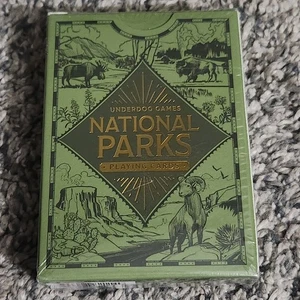 UNDERDOG GAMES
NATIONAL
PARKS
PLAYING CARDS